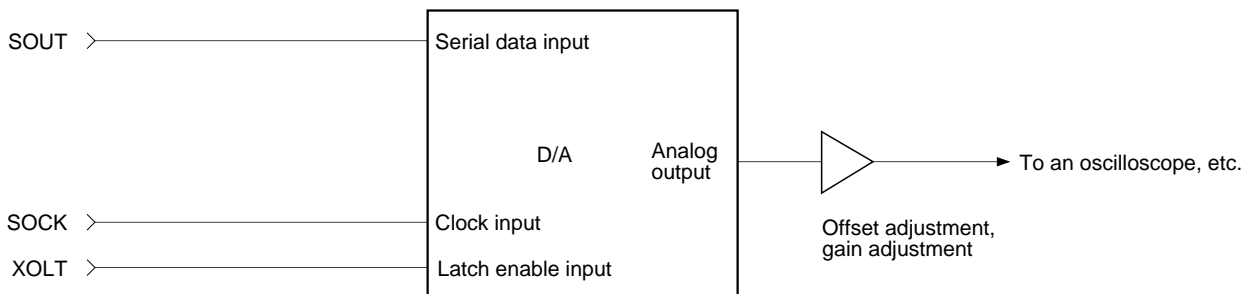 SOUT
Serial data input
D/A
Analog
output
To an oscilloscope, etc.
SOCK
Clock input
Offset adjustment,
gain adjustment
XOLT
Latch enable input